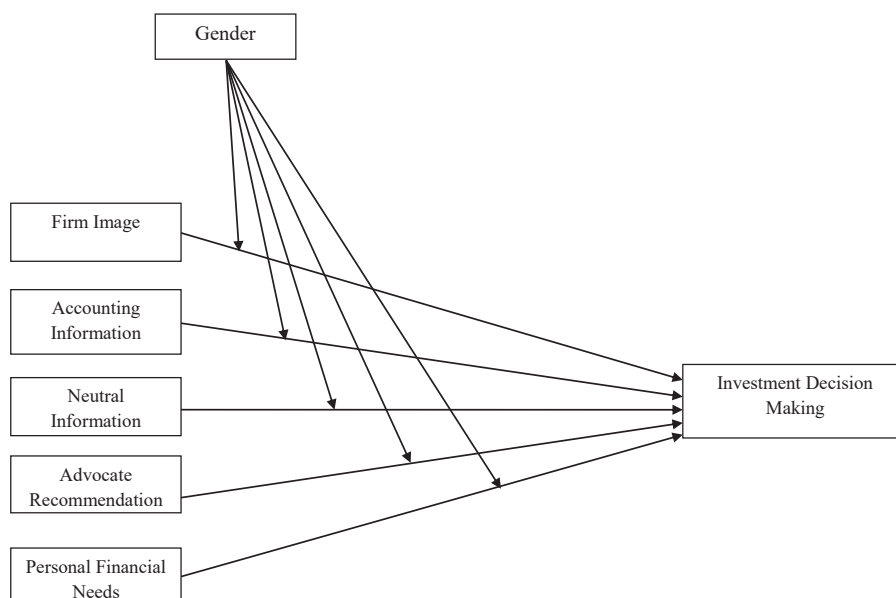 Gender
Firm Image
Accounting
Information
Neutral
Information
Advocate
Recommendation
Personal Financial
Needs
Investment Decision
Making